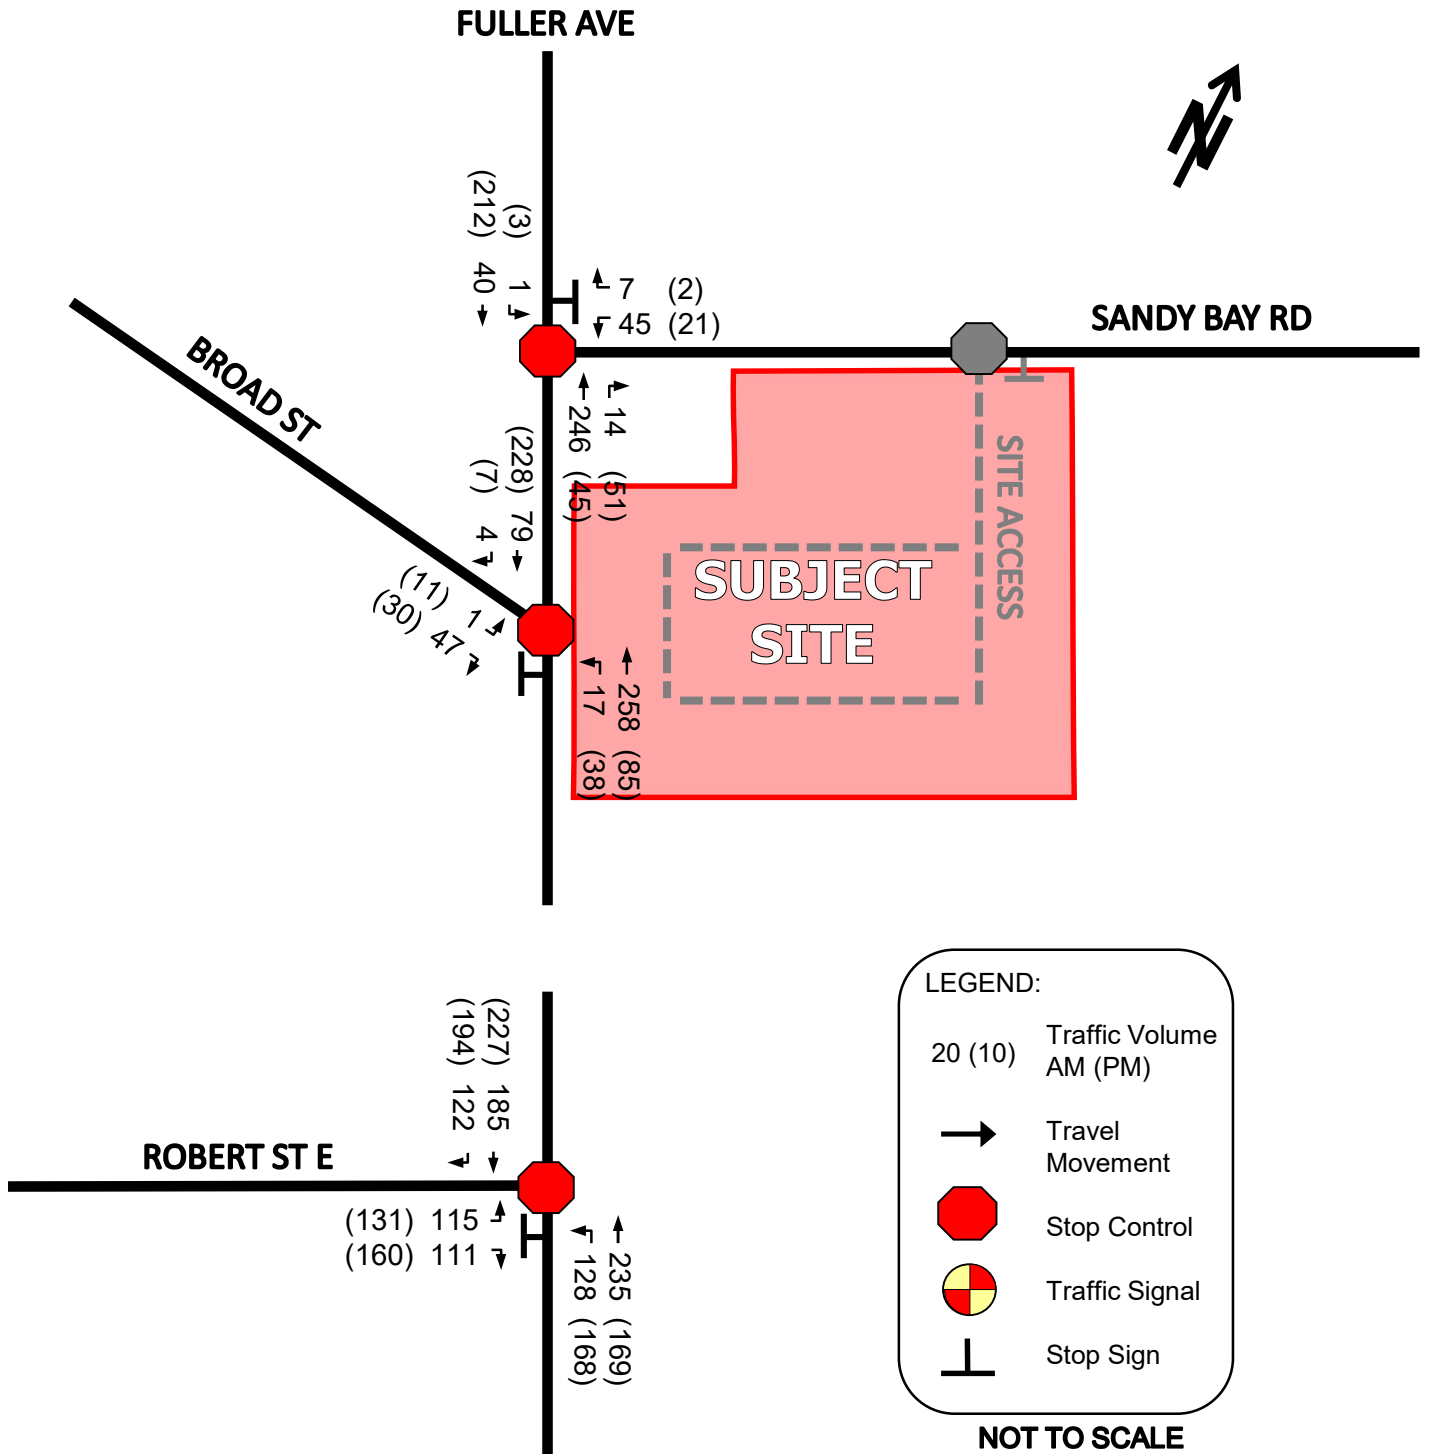 FULLER AVE
N
(212) 40
(3) 1
7 (2)
45 (21)
SANDY BAY RD
BROAD ST
14 (51)
246 (45)
(228) 79
(7) 4
SITE ACCESS
(11) 1
(30) 47
SUBJECT
SITE
258 (85)
17 (38)
(227) 185
(194) 122
ROBERT ST E
(131) 115
(160) 111
235 (169)
128 (168)
LEGEND:
20 (10)
Traffic Volume
AM (PM)
Travel
Movement
Stop Control
Traffic Signal
Stop Sign
NOT TO SCALE